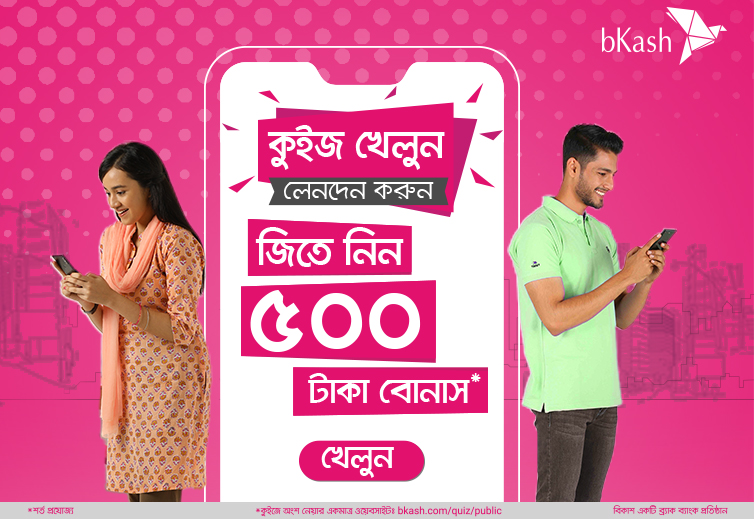 bKash
কুইজ খেলুন
লেনদেন করুন
জিতে নিন
৫০০
টাকা বোনাস*
খেলুন
*শর্ত প্রযোজ্য
*কুইজে অংশ নেয়ার একমাত্র ওয়েবসাইটঃ bkash.com/quiz/public
বিকাশ একটি ব্র্যাক ব্যাংক প্রতিষ্ঠান